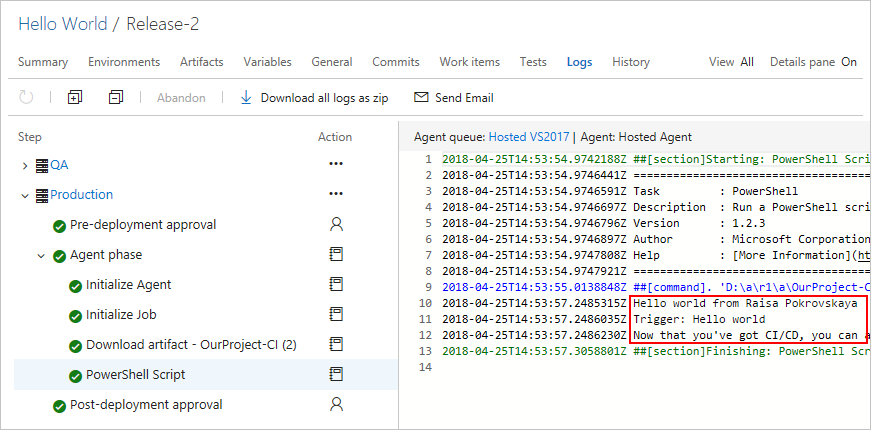 Hello World / Release-2
Summary Environments Artifacts Variables General Commits Work items Tests Logs History View All Details pane On
Abandon Download all logs as zip Send Email
Step Action
QA
Production
Pre-deployment approval
Agent phase
Initialize Agent
Initialize Job
Download artifact - OurProject-CI (2)
PowerShell Script
Post-deployment approval
Agent queue: Hosted VS2017 | Agent: Hosted Agent
1 2018-04-25T14:53:54.9742188Z ##[section]Starting: PowerShell Scri
2 2018-04-25T14:53:54.9746441Z ====================================
3 2018-04-25T14:53:54.9746591Z Task : PowerShell
4 2018-04-25T14:53:54.9746697Z Description : Run a PowerShell scri
5 2018-04-25T14:53:54.9746796Z Version : 1.2.3
6 2018-04-25T14:53:54.9746897Z Author : Microsoft Corporation
7 2018-04-25T14:53:54.9747808Z Help : [More Information](ht
8 2018-04-25T14:53:54.9747921Z ====================================
9 2018-04-25T14:53:55.0138848Z ##[command]. 'D:\a\r1\a\OurProject-C
10 2018-04-25T14:53:57.2485315Z Hello world from Raisa Pokrovskaya
11 2018-04-25T14:53:57.2486035Z Trigger: Hello world
12 2018-04-25T14:53:57.2486230Z Now that you've got CI/CD, you can a
13 2018-04-25T14:53:57.3058801Z ##[section]Finishing: PowerShell Scr
14